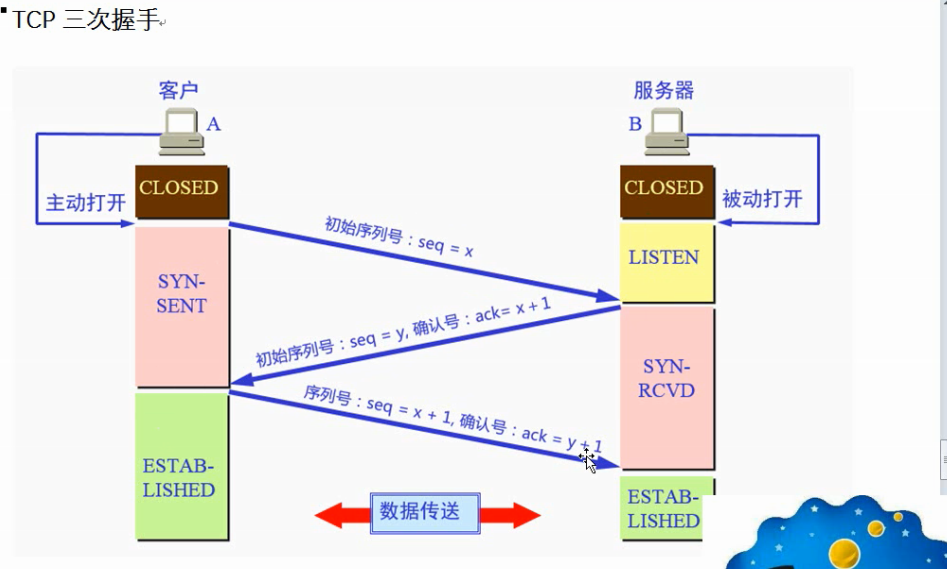 TCP 三次握手
客户
服务器
A
B
CLOSED
CLOSED
主动打开
被动打开
初始序列号：seq = x
LISTEN
SYN-
SENT
初始序列号：seq = y, 确认号：ack= x + 1
SYN-
RCVD
序列号：seq = x + 1, 确认号：ack = y + 1
ESTAB-
LISHED
数据传送
ESTAB-
LISHED